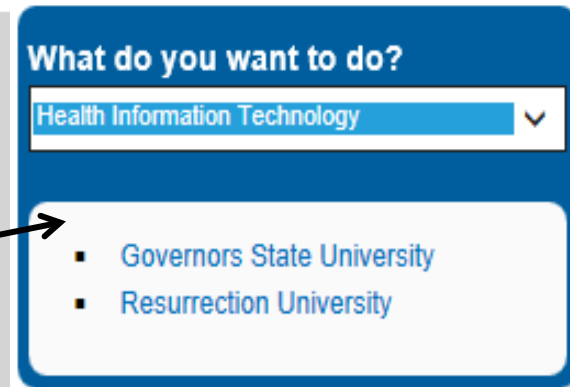 What do you want to do?
Health Information Technology
▪ Governors State University
▪ Resurrection University